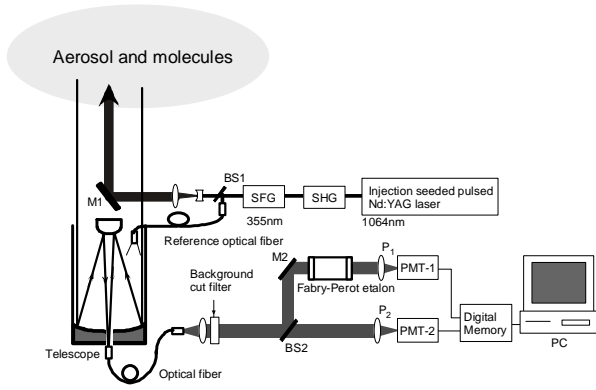 Aerosol and molecules
BS1
M1
SFG
SHG
Injection seeded pulsed
Nd:YAG laser
355nm
1064nm
Reference optical fiber
M2
P1
Background
cut filter
PMT-1
Fabry-Perot etalon
P2
Digital
Memory
PMT-2
PC
BS2
Telescope
Optical fiber